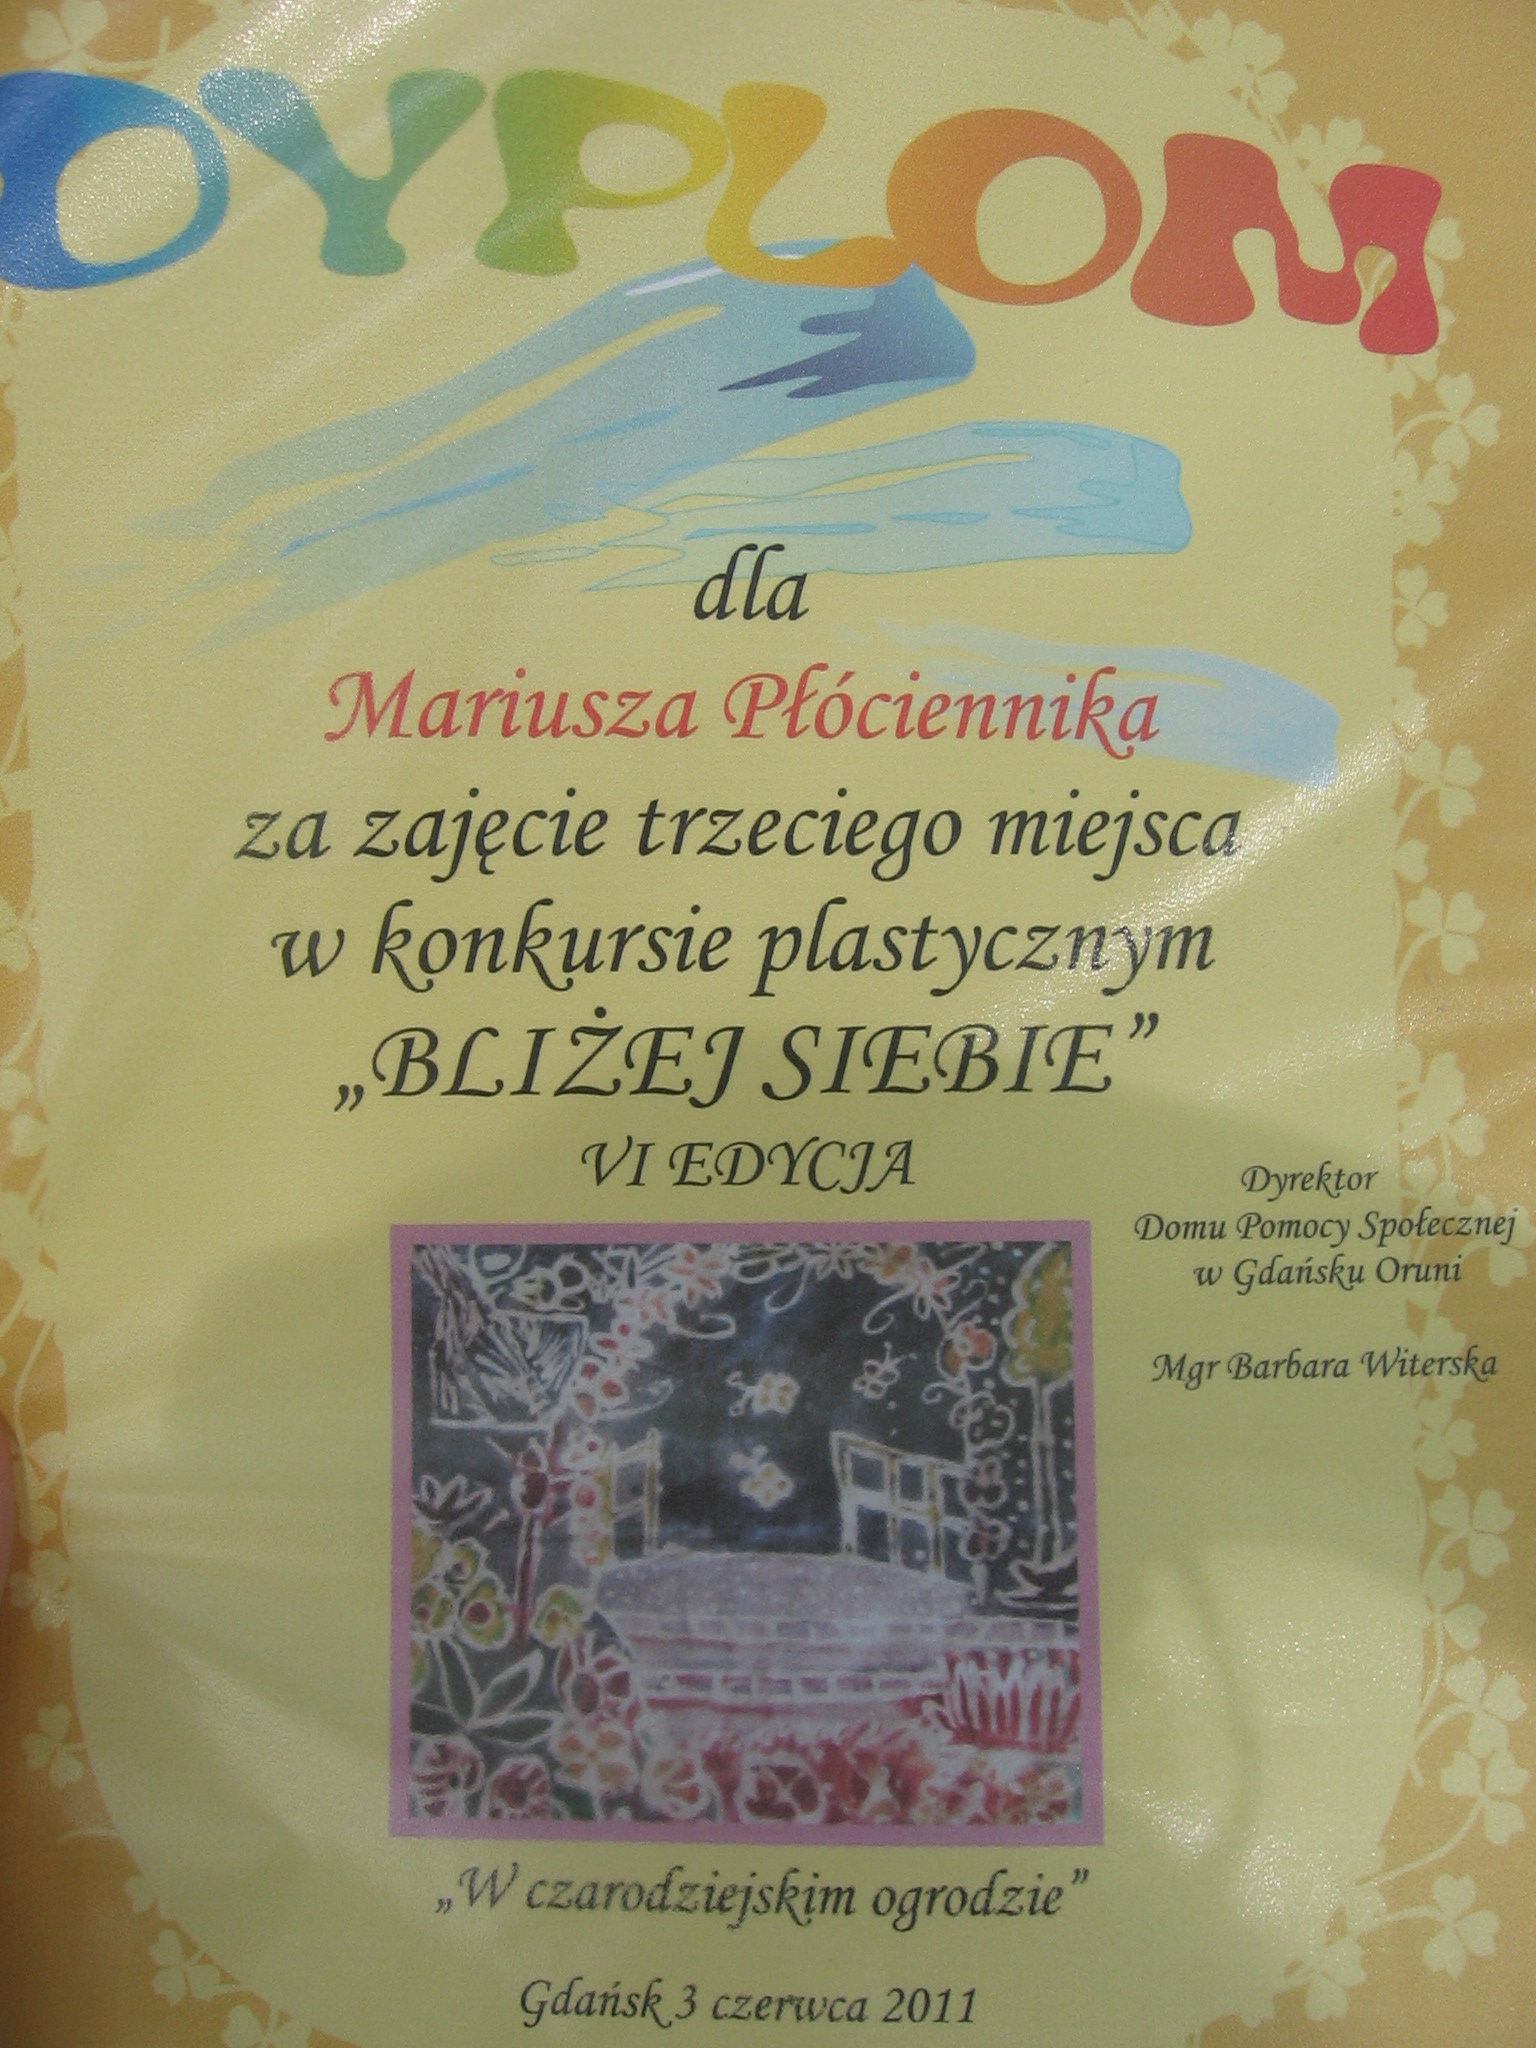 DYPLOM
dla
Mariusza Płóciennika
za zajęcie trzeciego miejsca
w konkursie plastycznym
„BLIŻEJ SIEBIE”
VI EDYCJA
Dyrektor
Domu Pomocy Społecznej
w Gdańsku Oruni
Mgr Barbara Witerska
„W czarodziejskim ogrodzie”
Gdańsk 3 czerwca 2011